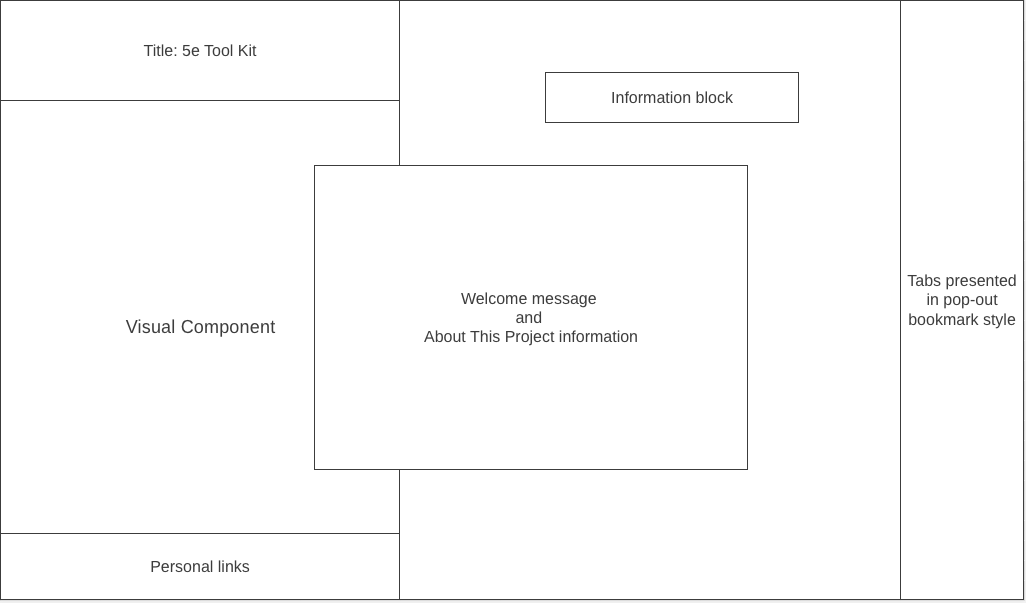 Title: 5e Tool Kit
Information block
Visual Component
Welcome message
and
About This Project information
Tabs presented
in pop-out
bookmark style
Personal links